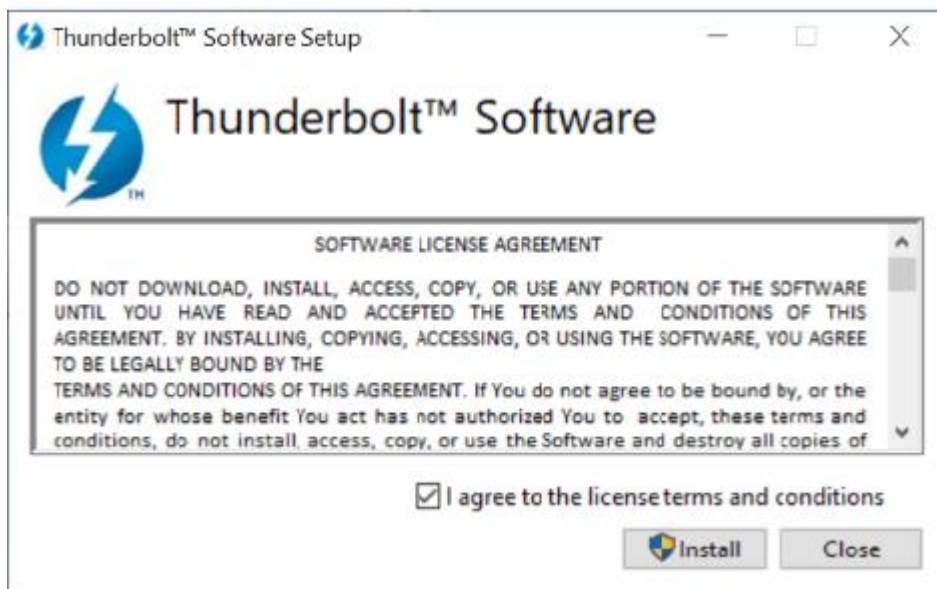 Thunderbolt™ Software Setup
Thunderbolt™ Software
TM
SOFTWARE LICENSE AGREEMENT
DO NOT DOWNLOAD, INSTALL, ACCESS, COPY, OR USE ANY PORTION OF THE SOFTWARE
UNTIL YOU HAVE READ AND ACCEPTED THE TERMS AND CONDITIONS OF THIS
AGREEMENT. BY INSTALLING, COPYING, ACCESSING, OR USING THE SOFTWARE, YOU AGREE
TO BE LEGALLY BOUND BY THE
TERMS AND CONDITIONS OF THIS AGREEMENT. If You do not agree to be bound by, or the
entity for whose benefit You act has not authorized You to accept, these terms and
conditions, do not install, access, copy, or use the Software and destroy all copies of
I agree to the license terms and conditions
Install
Close